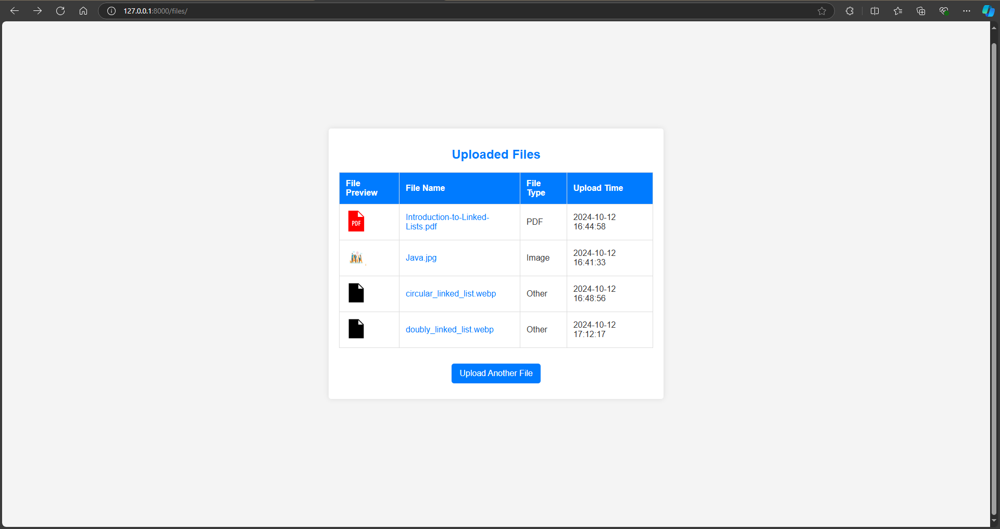 127.0.0.1:8000/files/
Uploaded Files
File
Preview
File Name
File
Type
Upload Time
PDF
Introduction-to-Linked-
Lists.pdf
PDF
2024-10-12
16:44:58
Java.jpg
Image
2024-10-12
16:41:33
circular_linked_list.webp
Other
2024-10-12
16:48:56
doubly_linked_list.webp
Other
2024-10-12
17:12:17
Upload Another File